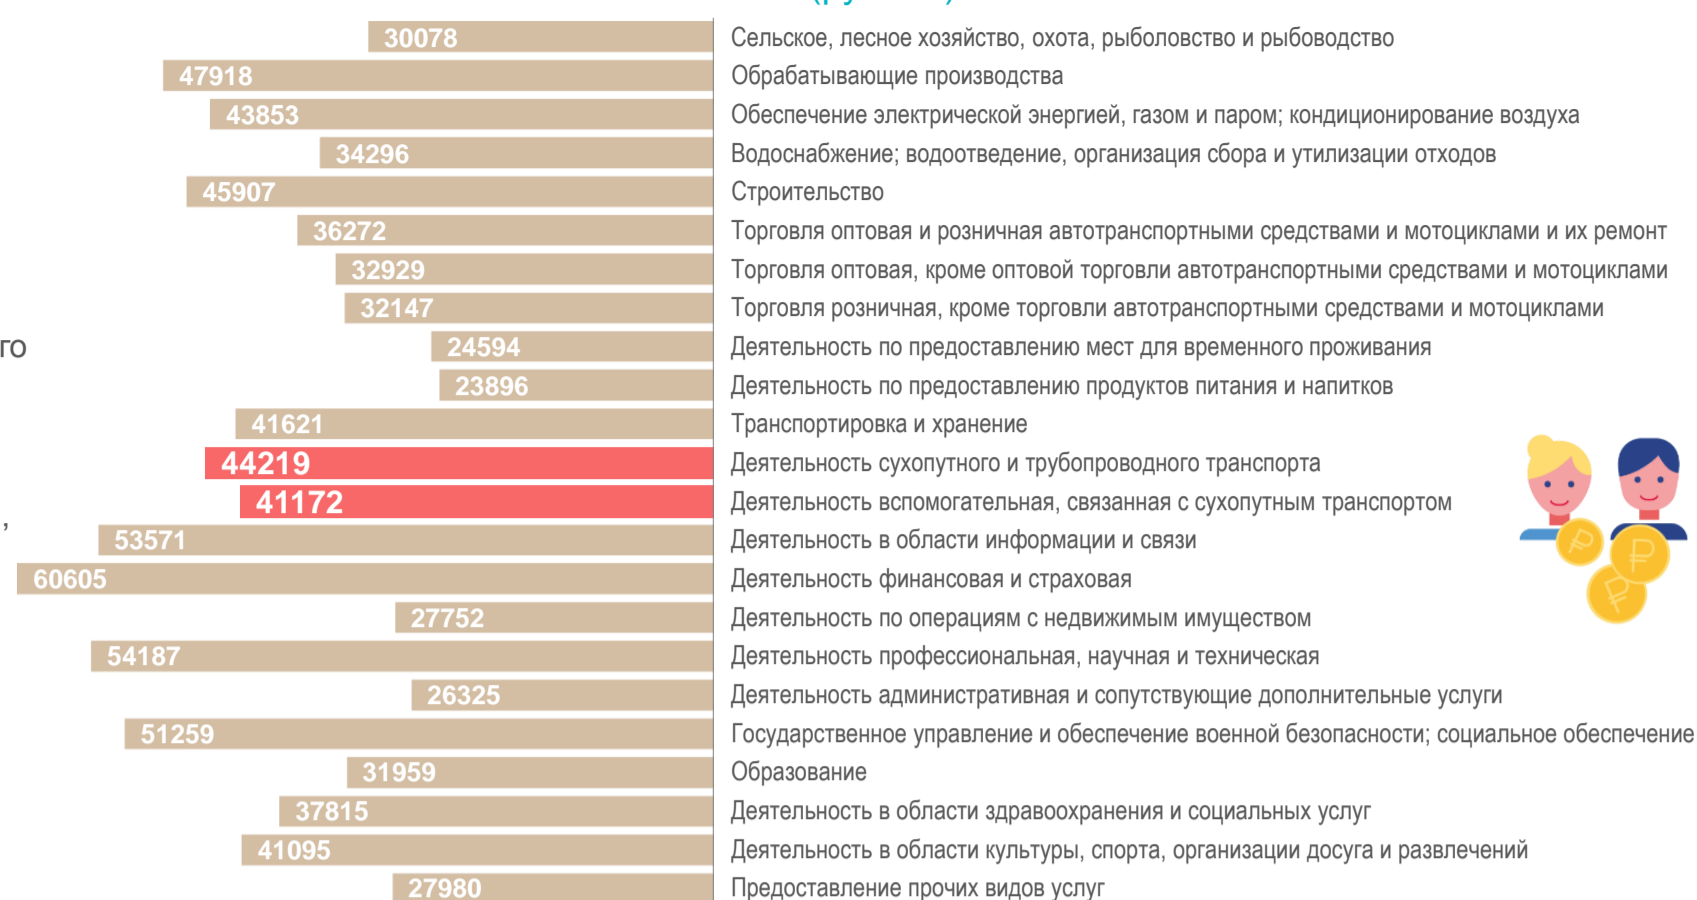 30078 Сельское, лесное хозяйство, охота, рыболовство и рыбоводство
47918 Обрабатывающие производства
43853 Обеспечение электрической энергией, газом и паром; кондиционирование воздуха
34296 Водоснабжение; водоотведение, организация сбора и утилизации отходов
45907 Строительство
36272 Торговля оптовая и розничная автотранспортными средствами и мотоциклами и их ремонт
32929 Торговля оптовая, кроме оптовой торговли автотранспортными средствами и мотоциклами
32147 Торговля розничная, кроме торговли автотранспортными средствами и мотоциклами
го 24594 Деятельность по предоставлению мест для временного проживания
23896 Деятельность по предоставлению продуктов питания и напитков
41621 Транспортировка и хранение
44219 Деятельность сухопутного и трубопроводного транспорта
41172 Деятельность вспомогательная, связанная с сухопутным транспортом
, 53571 Деятельность в области информации и связи
60605 Деятельность финансовая и страховая
27752 Деятельность по операциям с недвижимым имуществом
54187 Деятельность профессиональная, научная и техническая
26325 Деятельность административная и сопутствующие дополнительные услуги
51259 Государственное управление и обеспечение военной безопасности; социальное обеспечение
31959 Образование
37815 Деятельность в области здравоохранения и социальных услуг
41095 Деятельность в области культуры, спорта, организации досуга и развлечений
27980 Предоставление прочих видов услуг